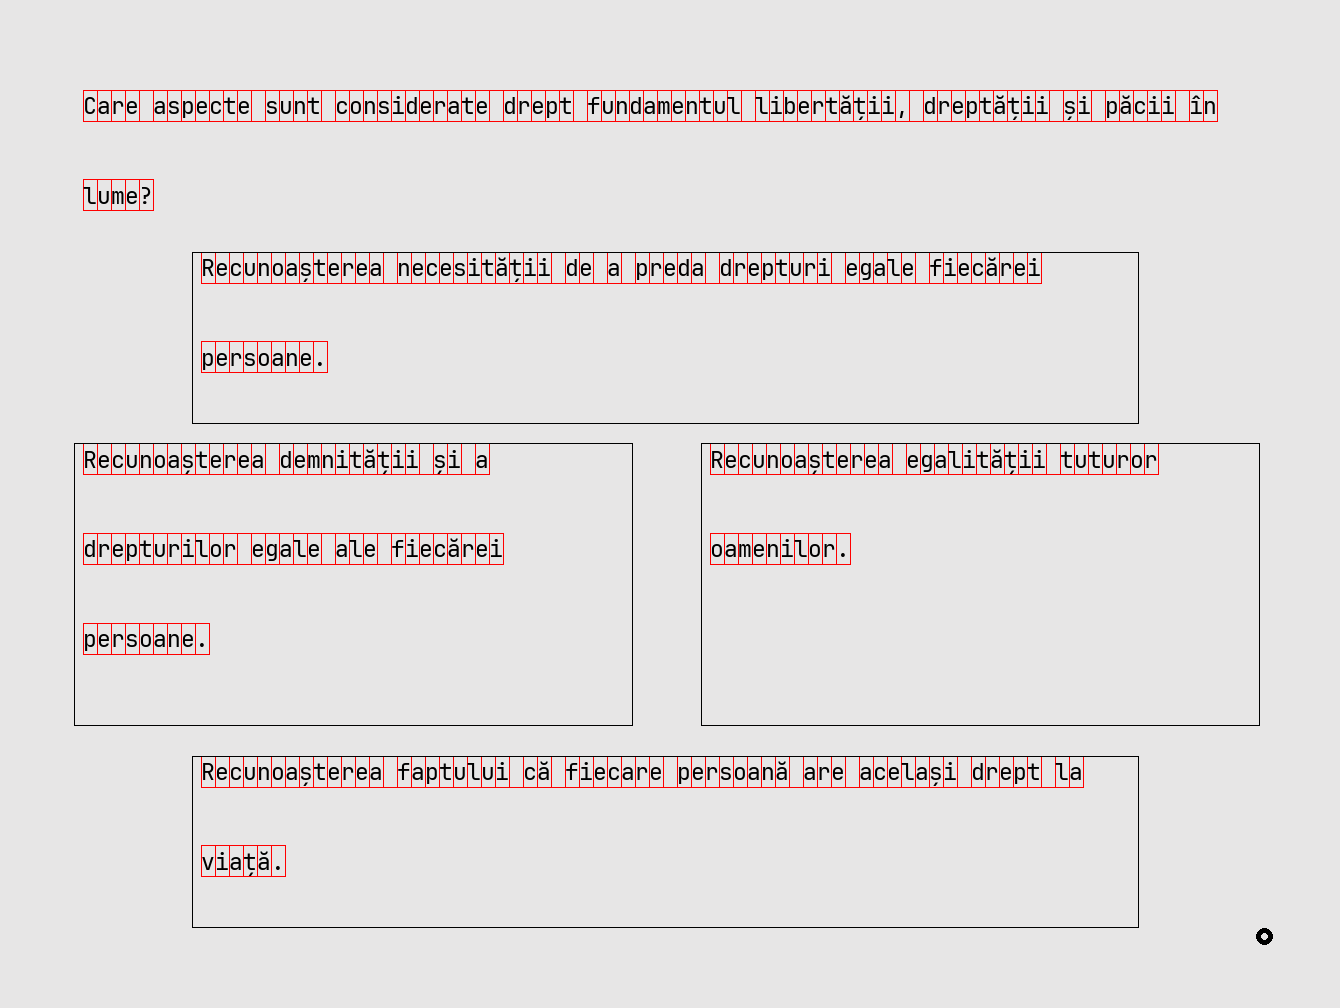 Care aspecte sunt considerate drept fundamentul libertății, dreptății și păcii în
lume?
Recunoașterea necesității de a preda drepturi egale fiecărei
persoane.
Recunoașterea demnității și a
drepturilor egale ale fiecărei
persoane.
Recunoașterea egalității tuturor
oamenilor.
Recunoașterea faptului că fiecare persoană are același drept la
viață.